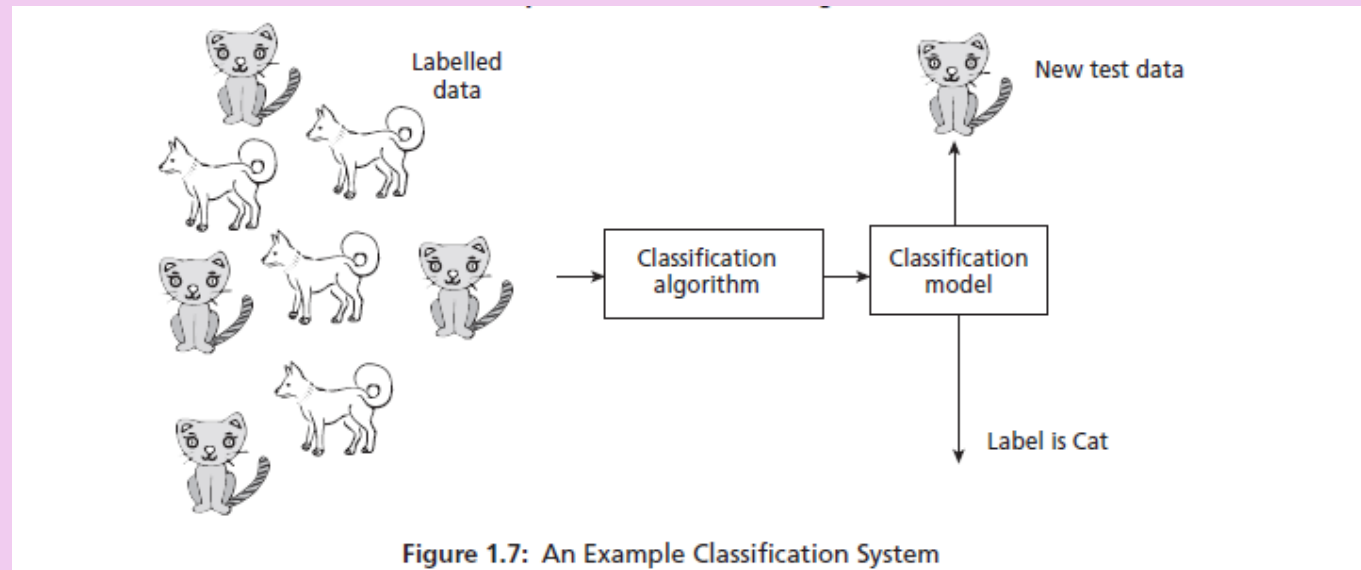 Labelled
data
New test data
Classification
algorithm
Classification
model
Label is Cat
Figure 1.7: An Example Classification System